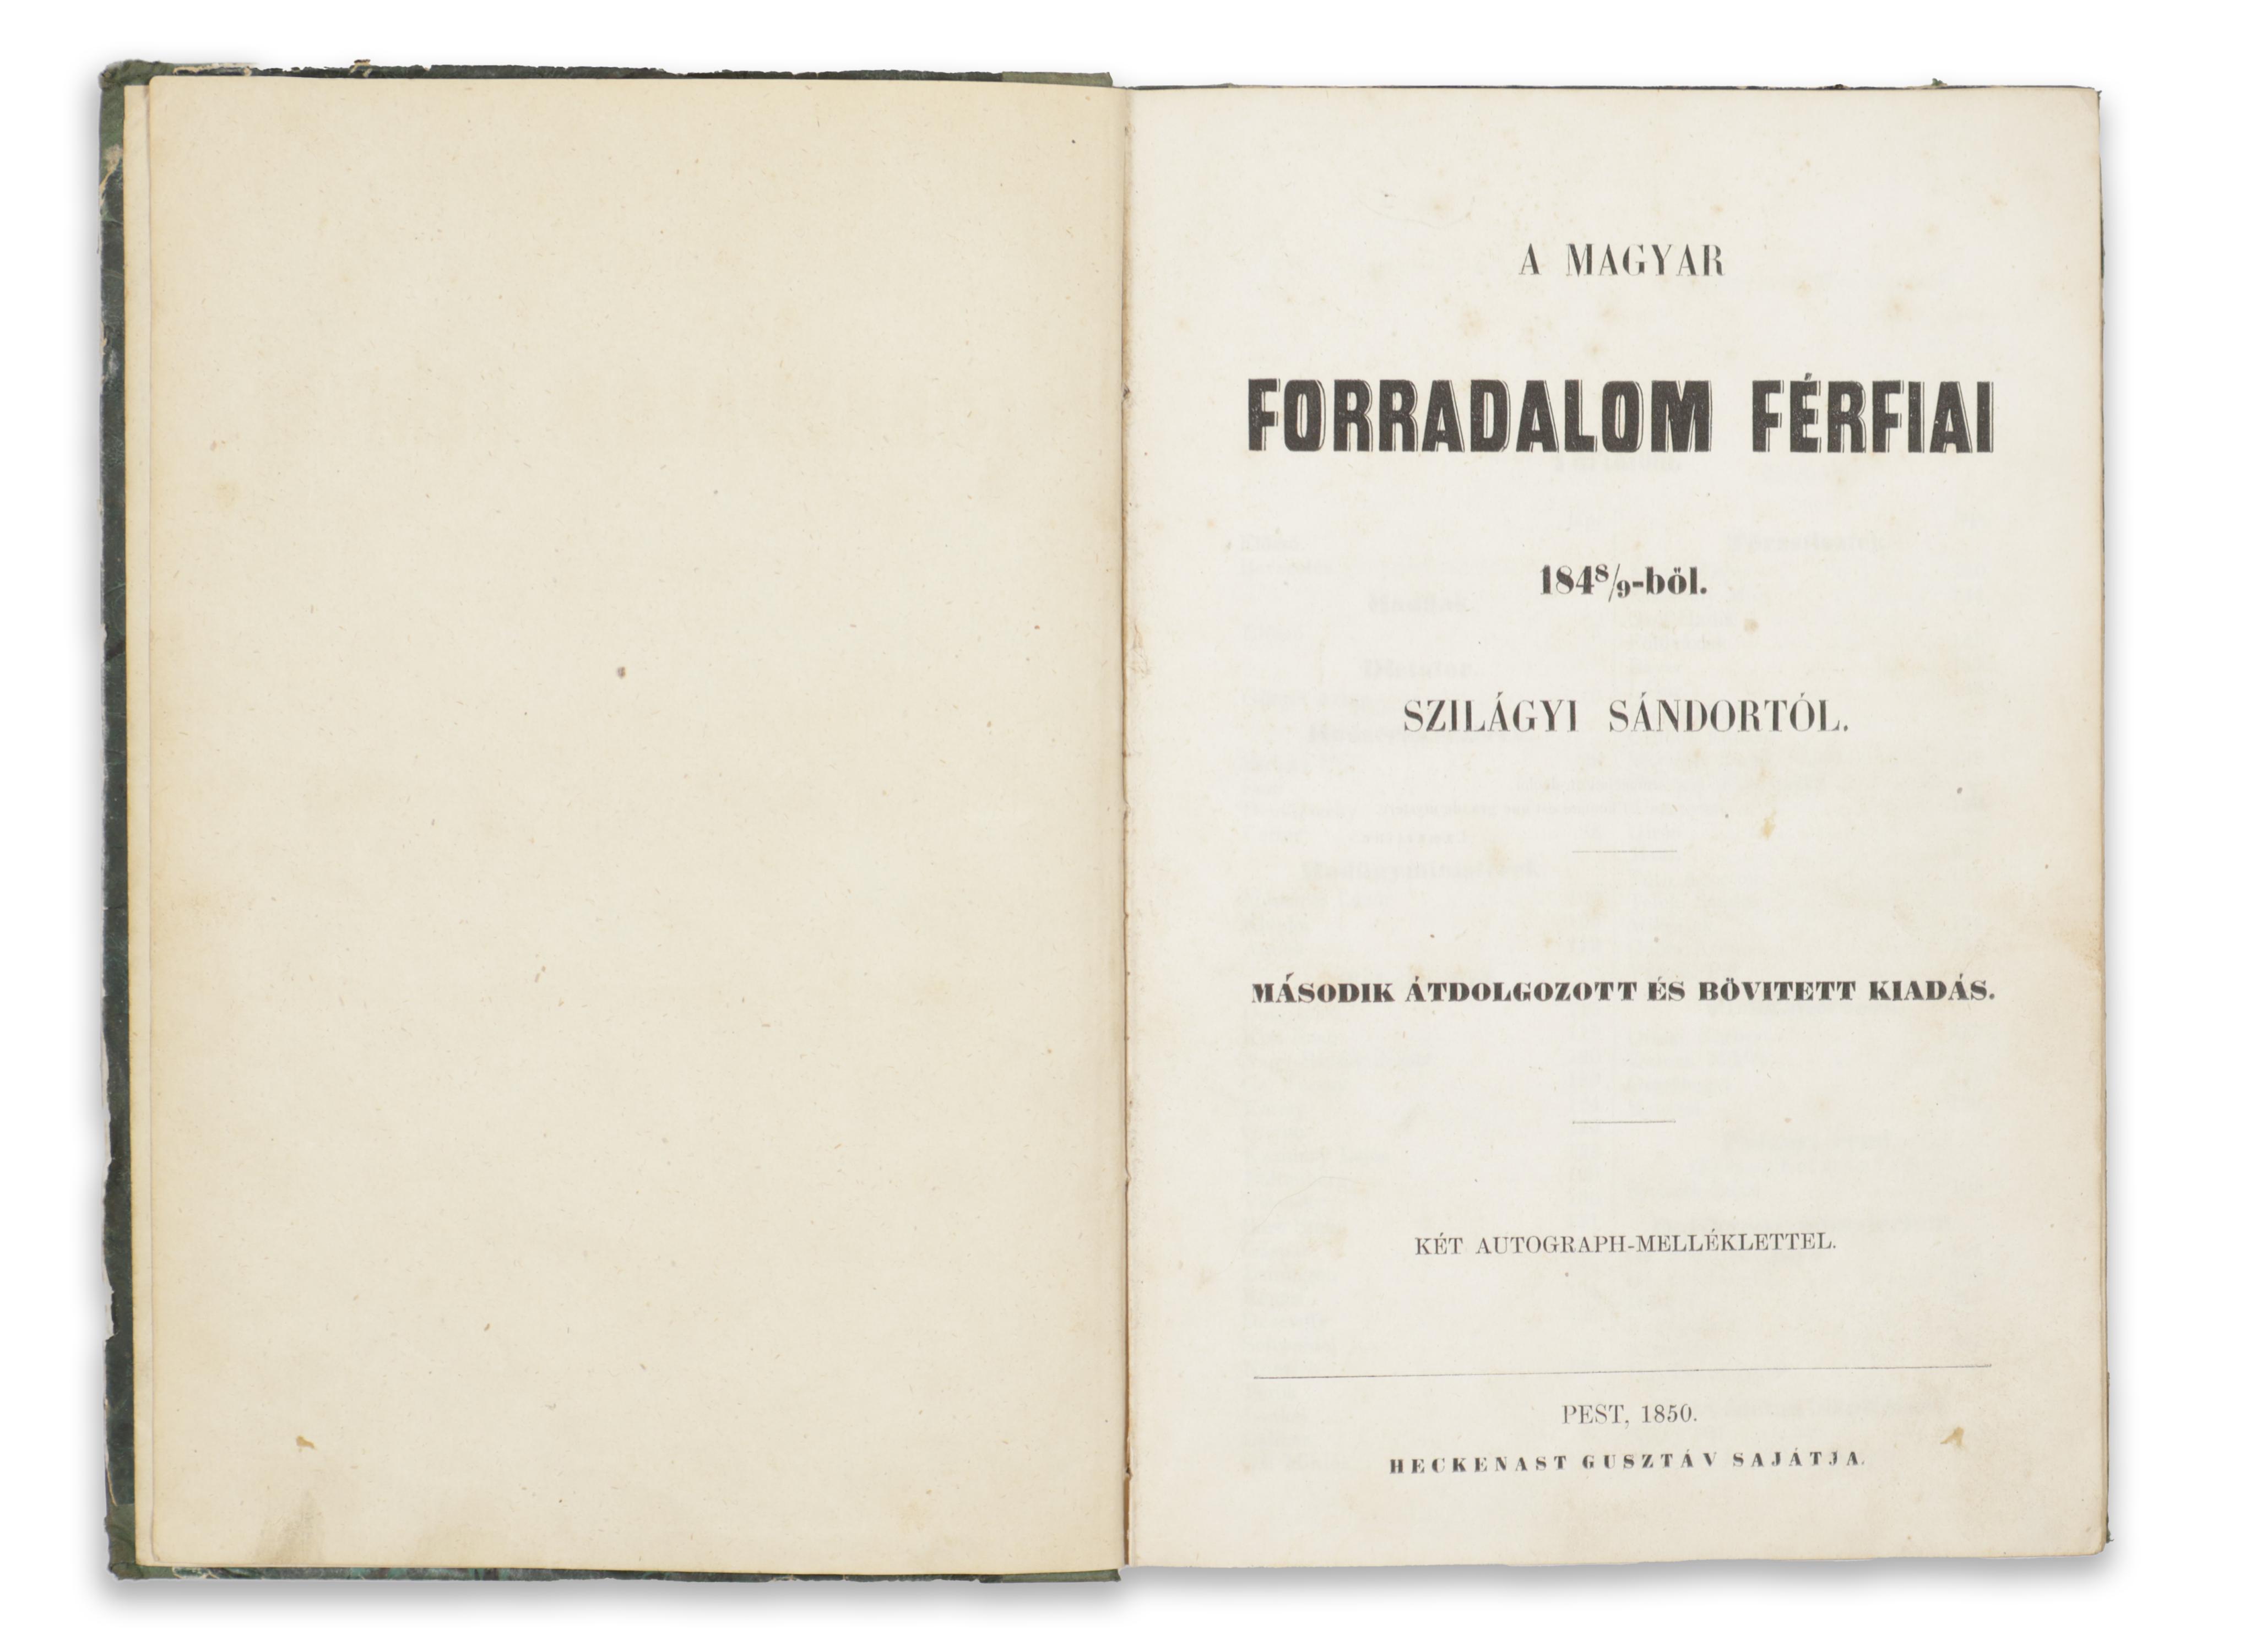 A MAGYAR
FORRADALOM FÉRFIAI
184⁸/₉-ből.
SZILÁGYI SÁNDORTÓL.
MÁSODIK ÁTDOLGOZOTT ÉS BÖVITETT KIADÁS.
KÉT AUTOGRAPH-MELLÉKLETTEL.
PEST, 1850.
HECKENAST GUSZTÁV SAJÁTJA.